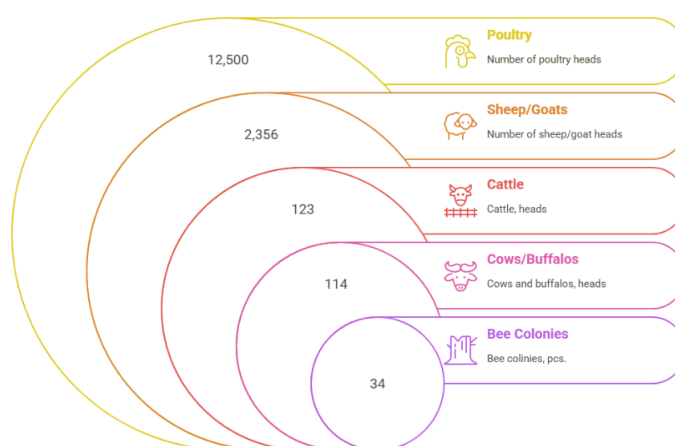 12,500
Poultry
Number of poultry heads
2,356
Sheep/Goats
Number of sheep/goat heads
123
Cattle
Cattle, heads
114
Cows/Buffalos
Cows and buffalos, heads
34
Bee Colonies
Bee colinies, pcs.